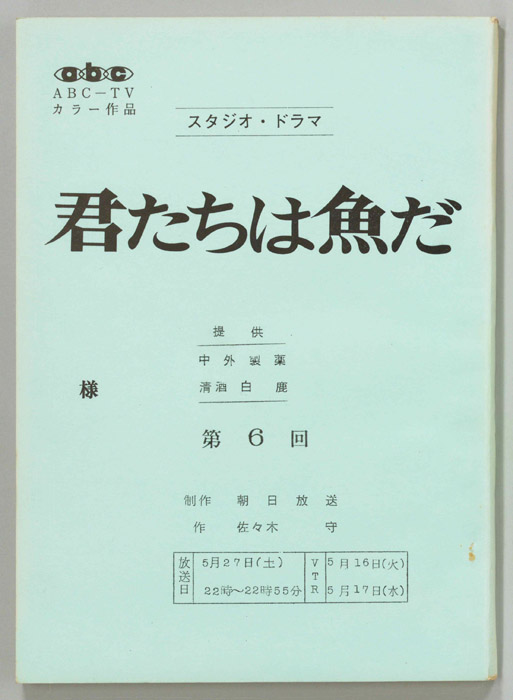 abc
ABC-TV
カラー作品
スタジオ・ドラマ
君たちは魚だ
提 供
中 外 製 薬
清酒 白 鹿
様
第 6 回
制作 朝 日 放 送
作 佐々木 守
放送日 5月27日(土) VTR 5月16日(火)
22時〜22時55分 5月17日(水)